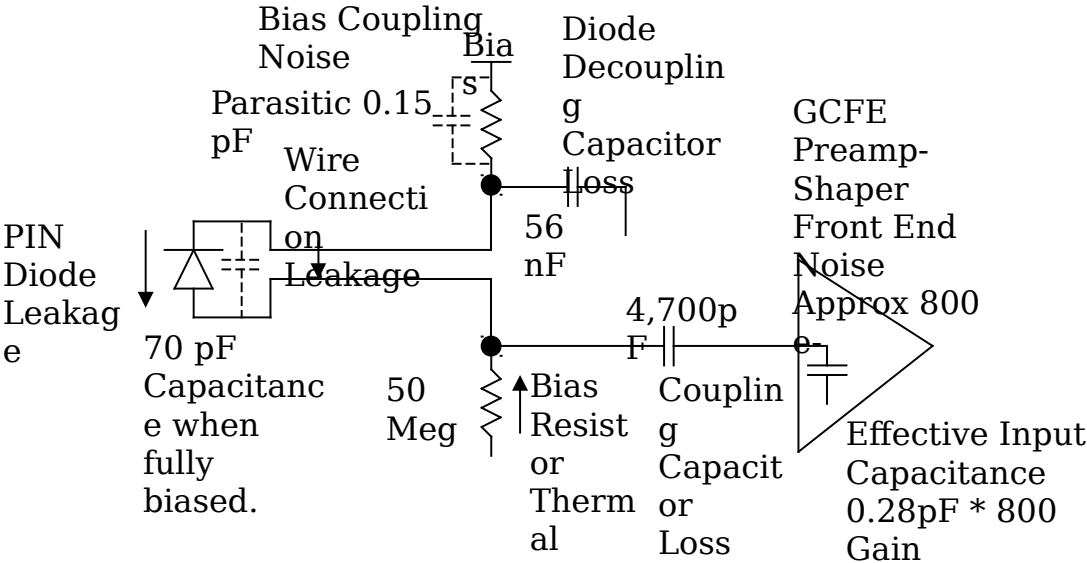 Bias Coupling
Noise
Bia
s
Diode
Decouplin
g
Capacitor
Loss
Parasitic 0.15
pF
GCFE
Preamp-
Shaper
Front End
Noise
Approx 800
e-
Wire
Connecti
on
Leakage
PIN
Diode
Leakag
e
56
nF
4,700p
F
70 pF
Capacitanc
e when
fully
biased.
50
Meg
Bias
Resist
or
Therm
al
Couplin
g
Capacit
or
Loss
Effective Input
Capacitance
0.28pF * 800
Gain